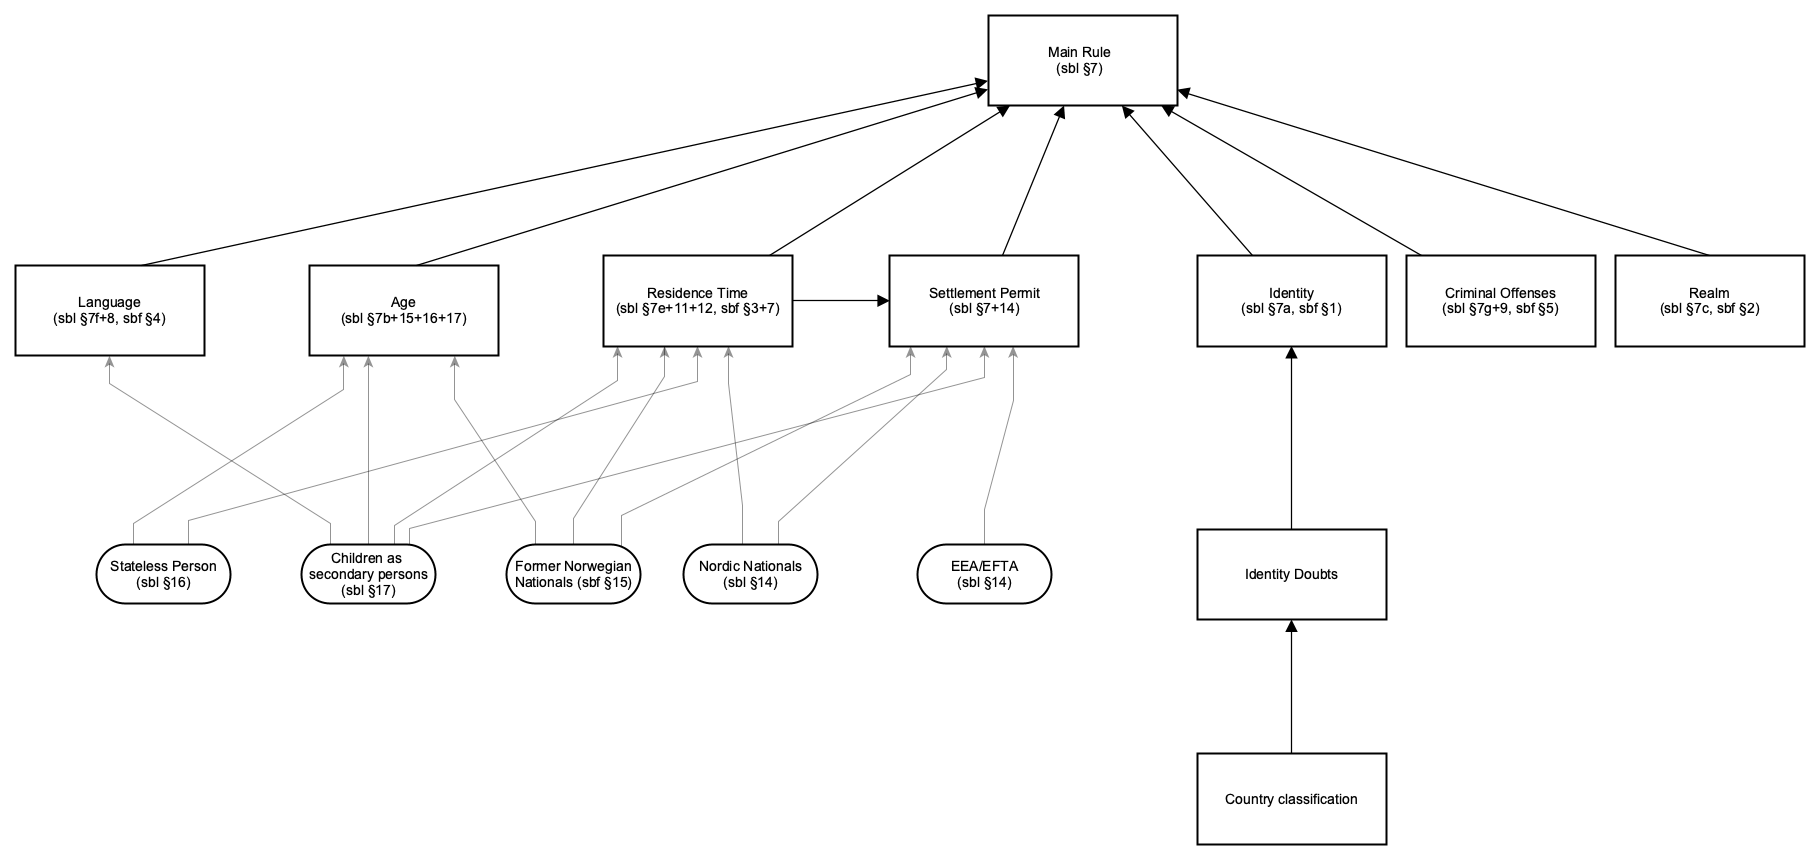 Main Rule
(sbl §7)
Language
(sbl §7f+8, sbf §4)
Age
(sbl §7b+15+16+17)
Residence Time
(sbl §7e+11+12, sbf §3+7)
Settlement Permit
(sbl §7+14)
Identity
(sbl §7a, sbf §1)
Criminal Offenses
(sbl §7g+9, sbf §5)
Realm
(sbl §7c, sbf §2)
Stateless Person
(sbl §16)
Children as
secondary persons
(sbl §17)
Former Norwegian
Nationals (sbf §15)
Nordic Nationals
(sbl §14)
EEA/EFTA
(sbl §14)
Identity Doubts
Country classification